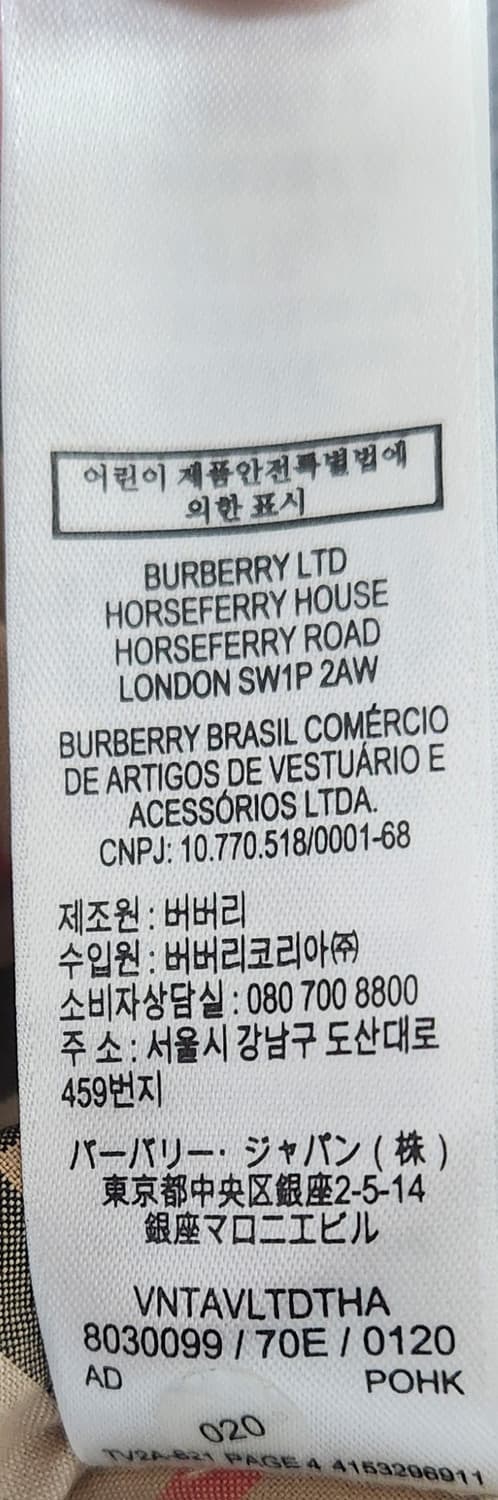 어린이 제품안전특별법에
의한 표시
BURBERRY LTD
HORSEFERRY HOUSE
HORSEFERRY ROAD
LONDON SW1P 2AW
BURBERRY BRASIL COMÉRCIO
DE ARTIGOS DE VESTUÁRIO E
ACESSÓRIOS LTDA.
CNPJ: 10.770.518/0001-68
제조원 : 버버리
수입원 : 버버리코리아㈜
소비자상담실 : 080 700 8800
주 소 : 서울시 강남구 도산대로
459번지
バーバリー· ジャパン ( 株 )
東京都中央区銀座2-5-14
銀座マロニエビル
VNTAVLTDTHA
8030099 / 70E / 0120
AD POHK
020
TV2A-821 PAGE 4 4153296911